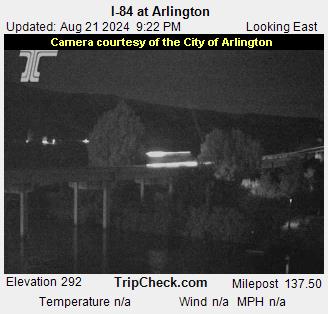 I-84 at Arlington
Updated: Aug 21 2024 9:22 PM Looking East
Camera courtesy of the City of Arlington
Elevation 292 TripCheck.com Milepost 137.50
Temperature n/a Wind n/a MPH n/a